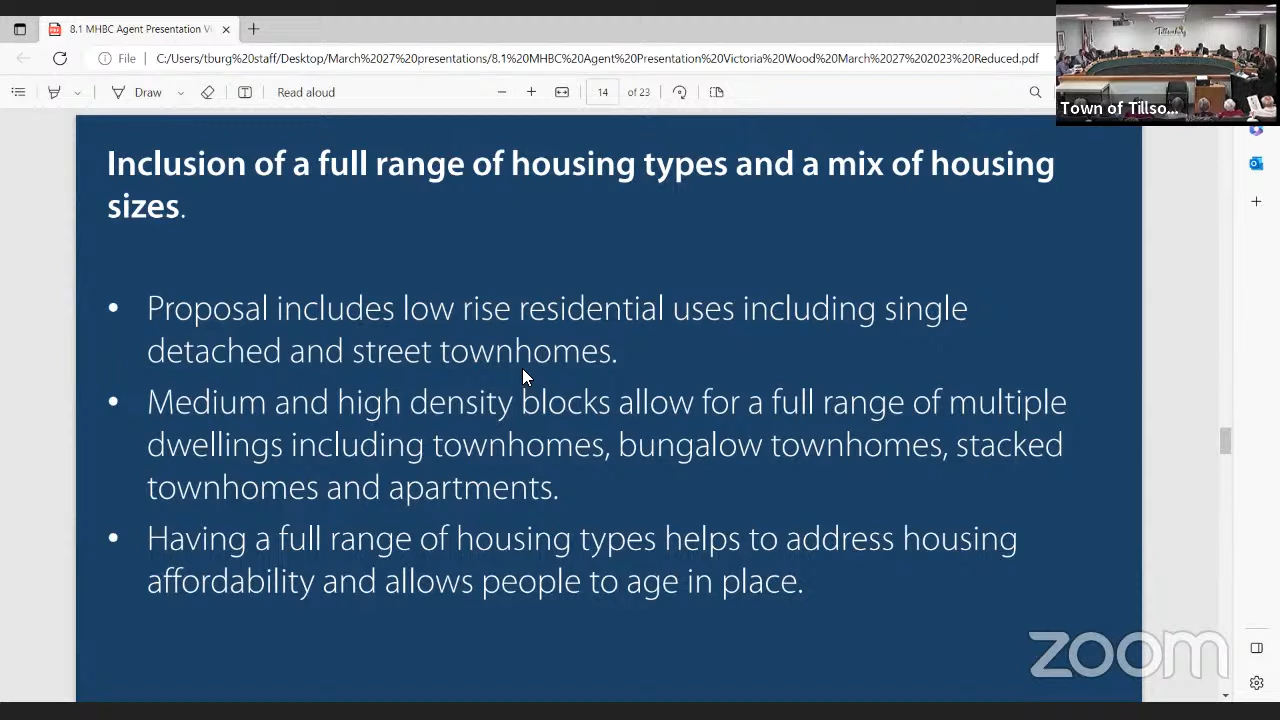 8.1 MHBC Agent Presentation Vi
File
C:/Users/tburg%20staff/Desktop/March%2027%20presentations/8.1%20MHBC%20Agent%20Presentation%20Victoria%20Wood%20March%2027%202023%20Reduced.pdf
Draw
Read aloud
14
of 23
Tillsonburg
Town of Tillso...
Inclusion of a full range of housing types and a mix of housing
sizes.
• Proposal includes low rise residential uses including single
detached and street townhomes.
• Medium and high density blocks allow for a full range of multiple
dwellings including townhomes, bungalow townhomes, stacked
townhomes and apartments.
• Having a full range of housing types helps to address housing
affordability and allows people to age in place.
zoom